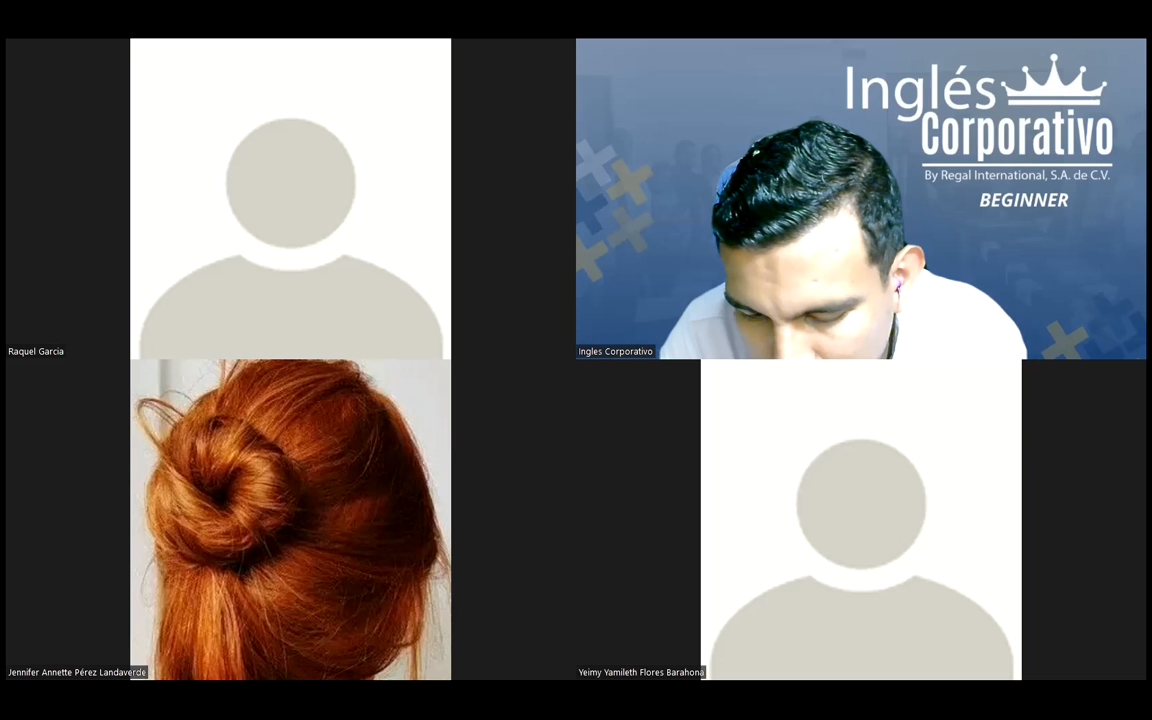 Inglés
Corporativo
By Regal International, S.A. de C.V.
BEGINNER
Raquel Garcia
Ingles Corporativo
Jennifer Annette Pérez Landaverde
Yeimy Yamileth Flores Barahona